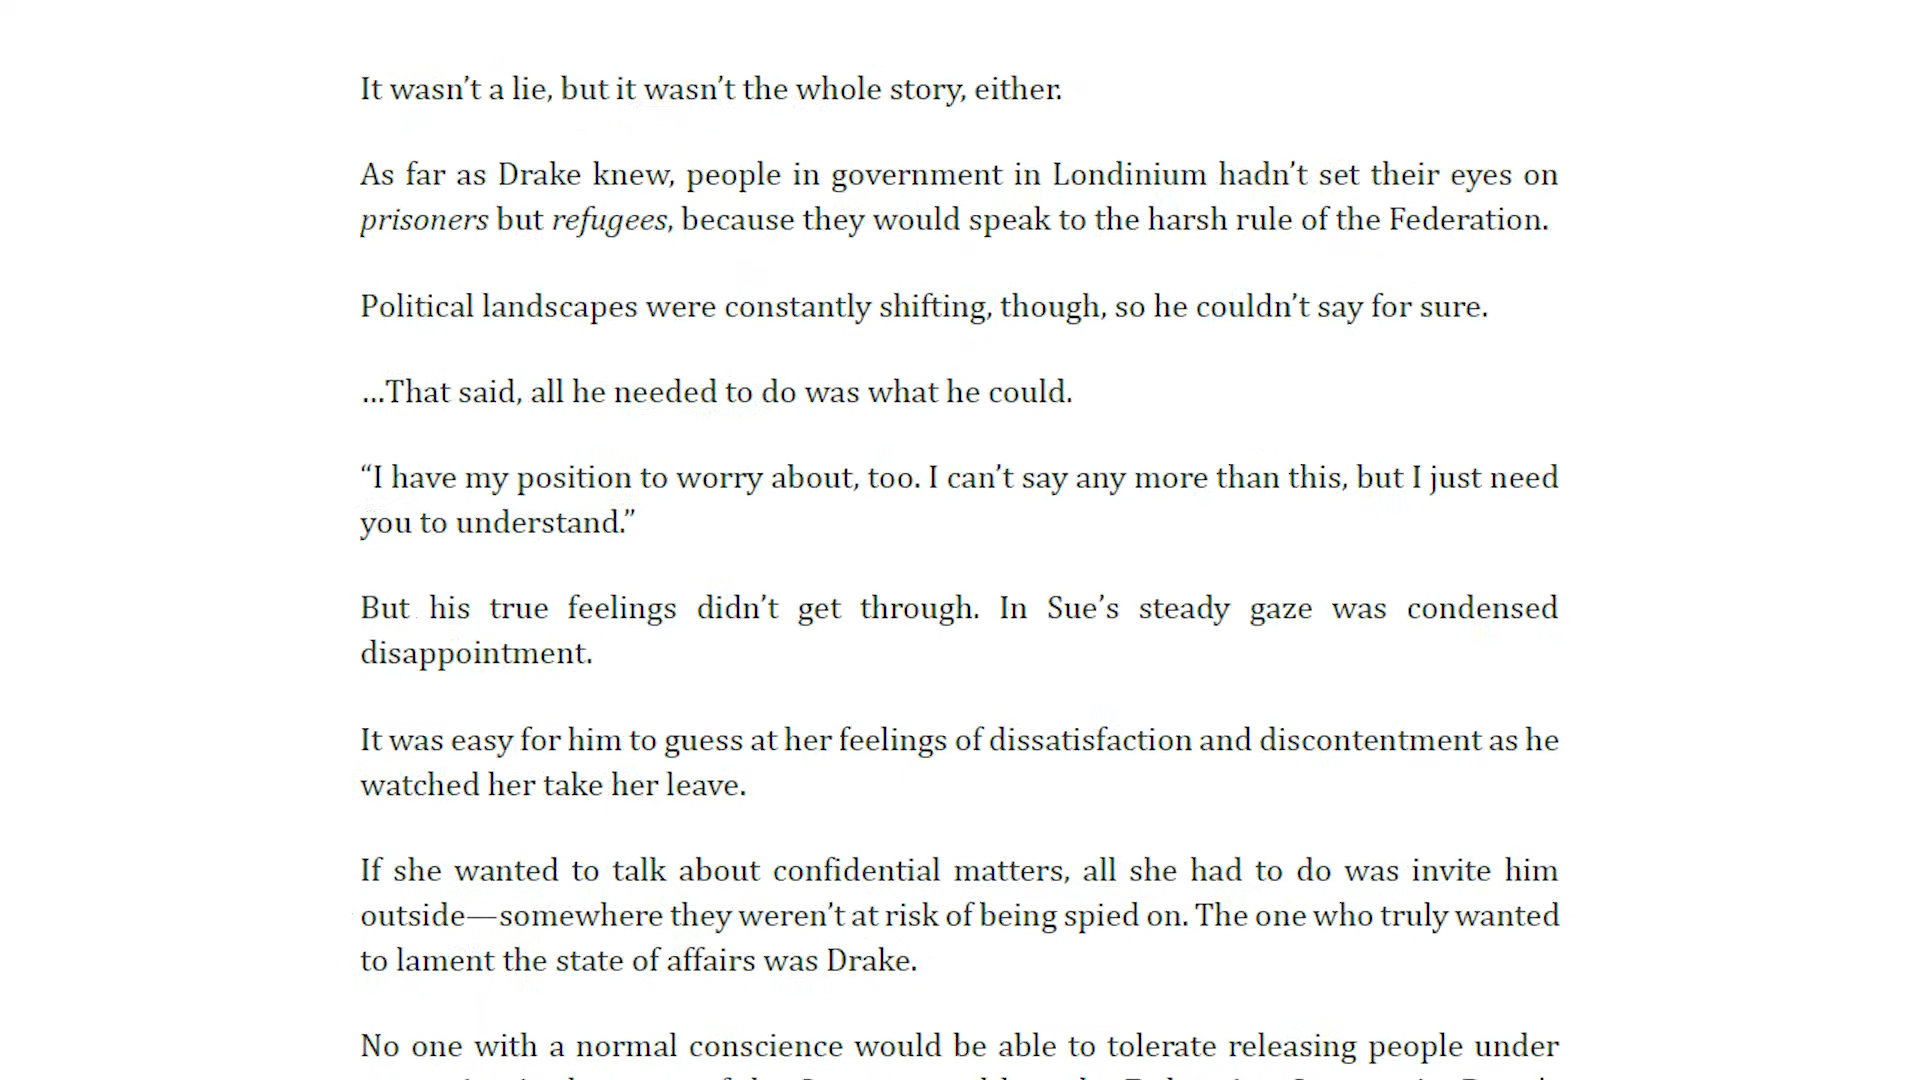 It wasn’t a lie, but it wasn’t the whole story, either.
As far as Drake knew, people in government in Londinium hadn’t set their eyes on
prisoners but refugees, because they would speak to the harsh rule of the Federation.
Political landscapes were constantly shifting, though, so he couldn’t say for sure.
…That said, all he needed to do was what he could.
“I have my position to worry about, too. I can’t say any more than this, but I just need
you to understand.”
But his true feelings didn’t get through. In Sue’s steady gaze was condensed
disappointment.
It was easy for him to guess at her feelings of dissatisfaction and discontentment as he
watched her take her leave.
If she wanted to talk about confidential matters, all she had to do was invite him
outside—somewhere they weren’t at risk of being spied on. The one who truly wanted
to lament the state of affairs was Drake.
No one with a normal conscience would be able to tolerate releasing people under